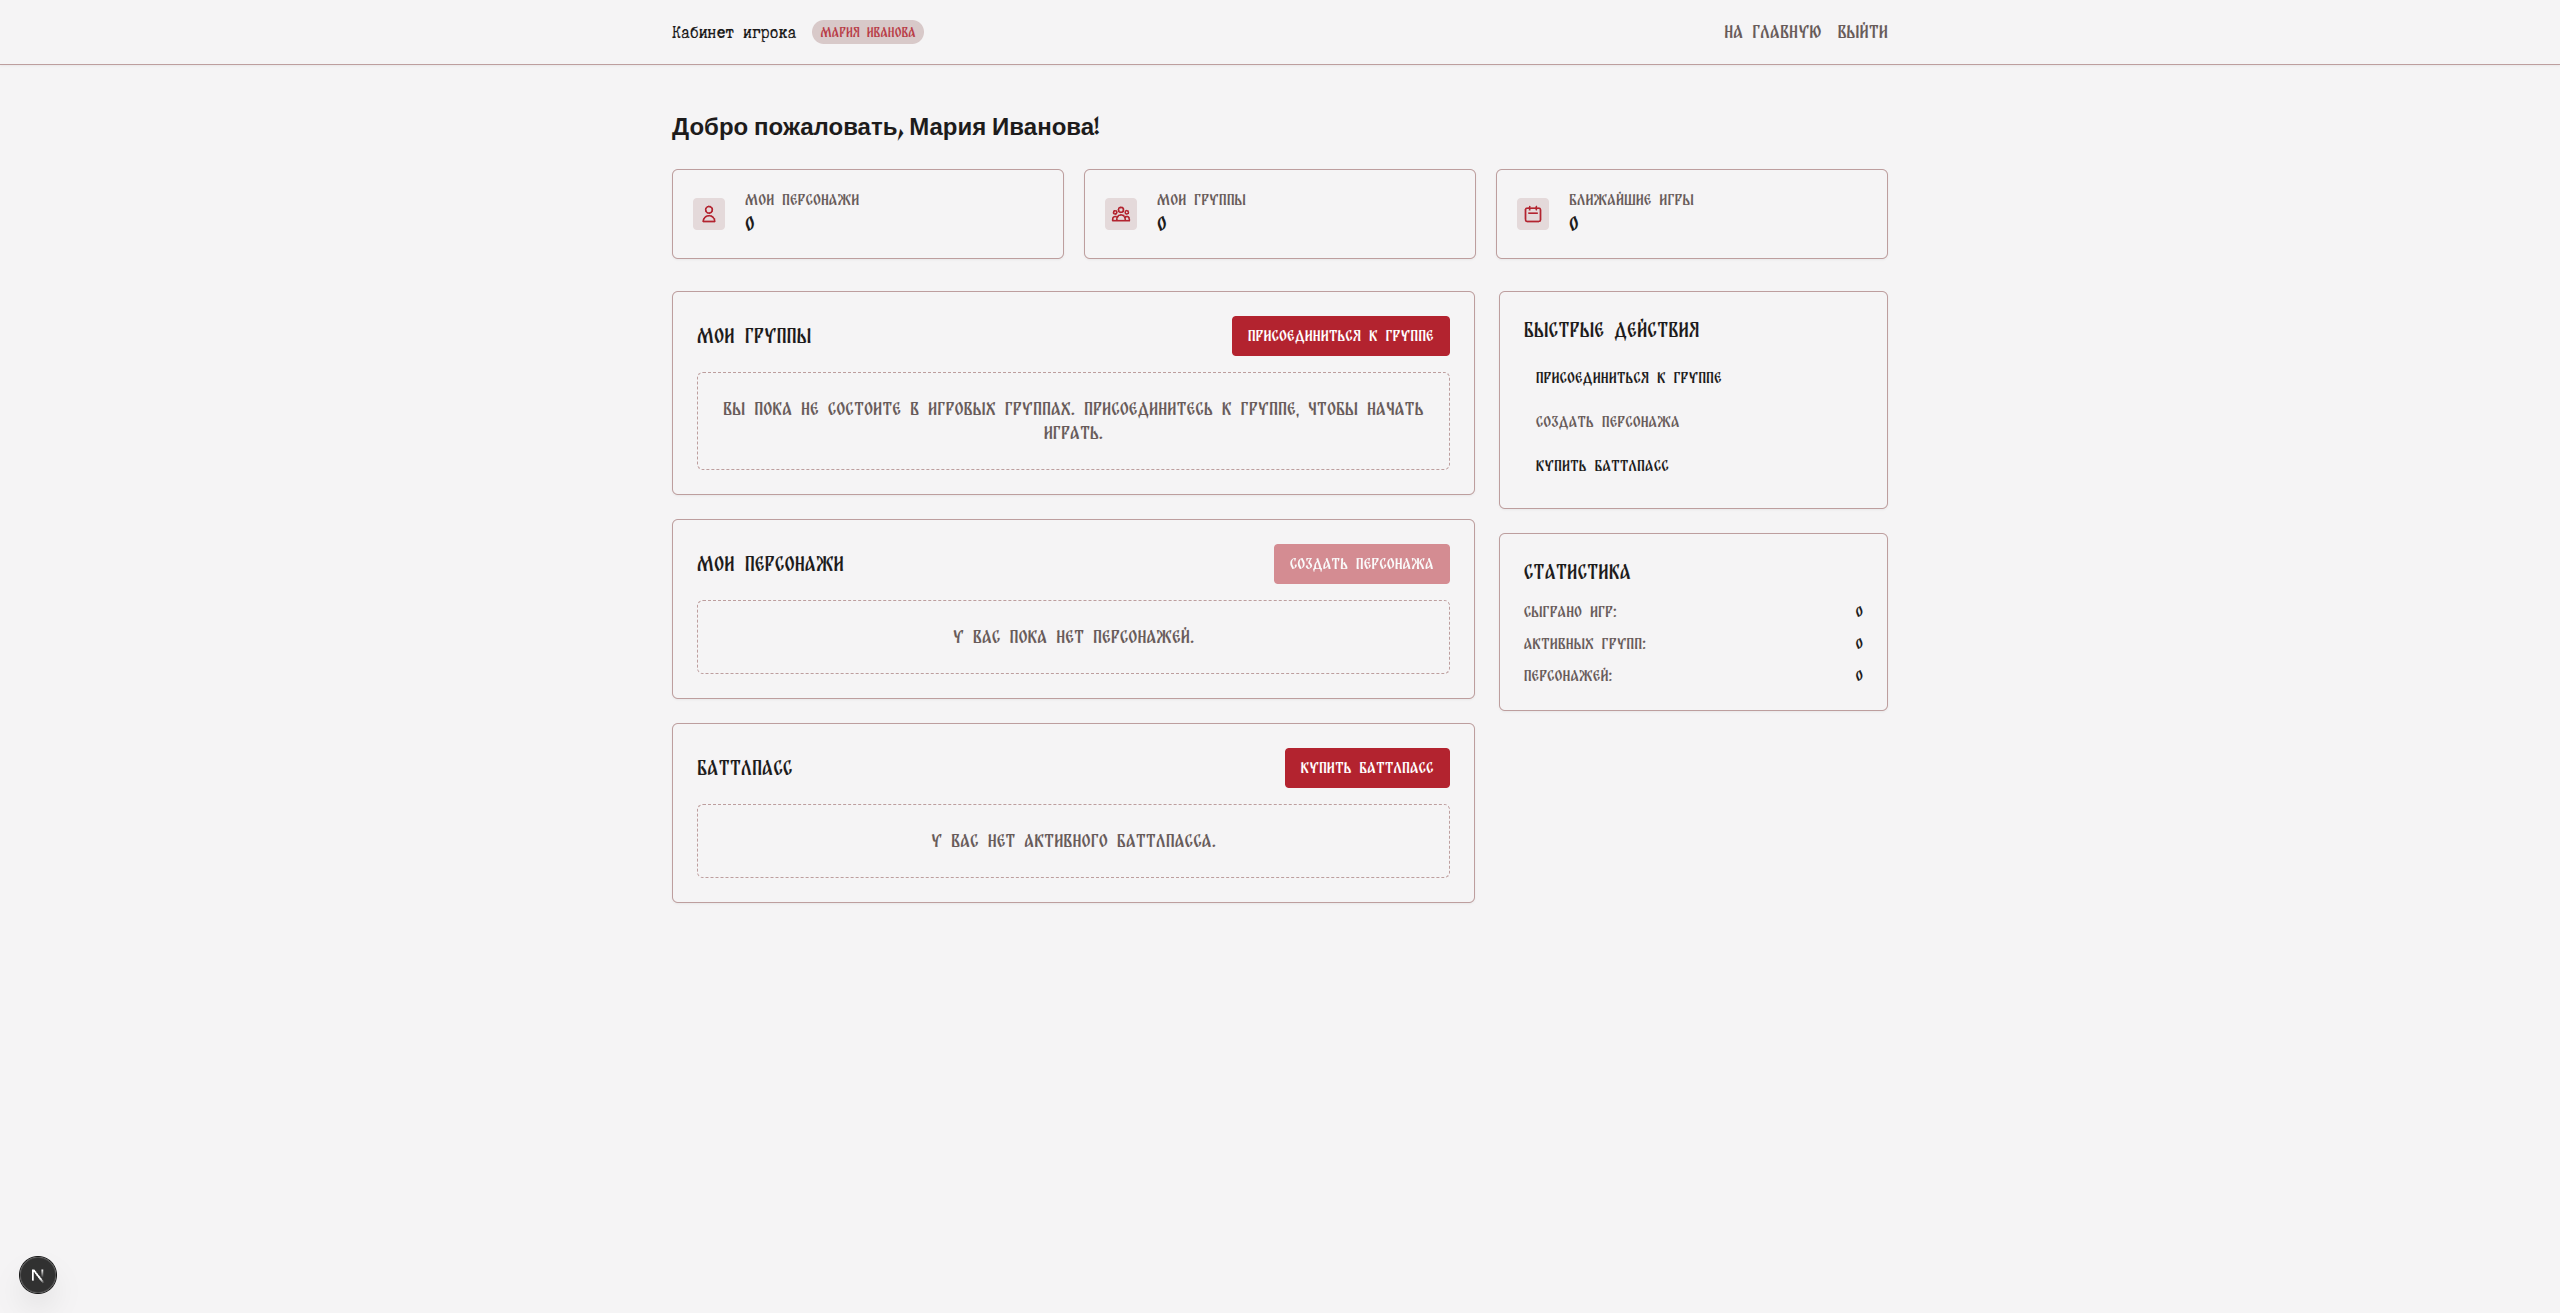 Кабинет игрока МАРИЯ ИВАНОВА НА ГЛАВНУЮ ВЫЙТИ
Добро пожаловать, Мария Иванова!
МОИ ПЕРСОНАЖИ
0
МОИ ГРУППЫ
0
БЛИЖАЙШИЕ ИГРЫ
0
МОИ ГРУППЫ
ПРИСОЕДИНИТЬСЯ К ГРУППЕ
ВЫ ПОКА НЕ СОСТОИТЕ В ИГРОВЫХ ГРУППАХ. ПРИСОЕДИНИТЕСЬ К ГРУППЕ, ЧТОБЫ НАЧАТЬ
ИГРАТЬ.
МОИ ПЕРСОНАЖИ
СОЗДАТЬ ПЕРСОНАЖА
У ВАС ПОКА НЕТ ПЕРСОНАЖЕЙ.
БАТТЛПАСС
КУПИТЬ БАТТЛПАСС
У ВАС НЕТ АКТИВНОГО БАТТЛПАССА.
БЫСТРЫЕ ДЕЙСТВИЯ
ПРИСОЕДИНИТЬСЯ К ГРУППЕ
СОЗДАТЬ ПЕРСОНАЖА
КУПИТЬ БАТТЛПАСС
СТАТИСТИКА
СЫГРАНО ИГР: 0
АКТИВНЫХ ГРУПП: 0
ПЕРСОНАЖЕЙ: 0
N